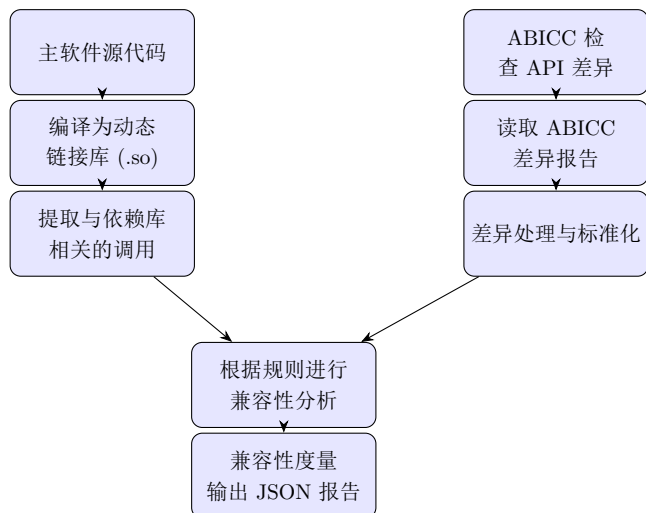 主软件源代码
编译为动态
链接库 (.so)
提取与依赖库
相关的调用
ABICC 检
查 API 差异
读取 ABICC
差异报告
差异处理与标准化
根据规则进行
兼容性分析
兼容性度量
输出 JSON 报告